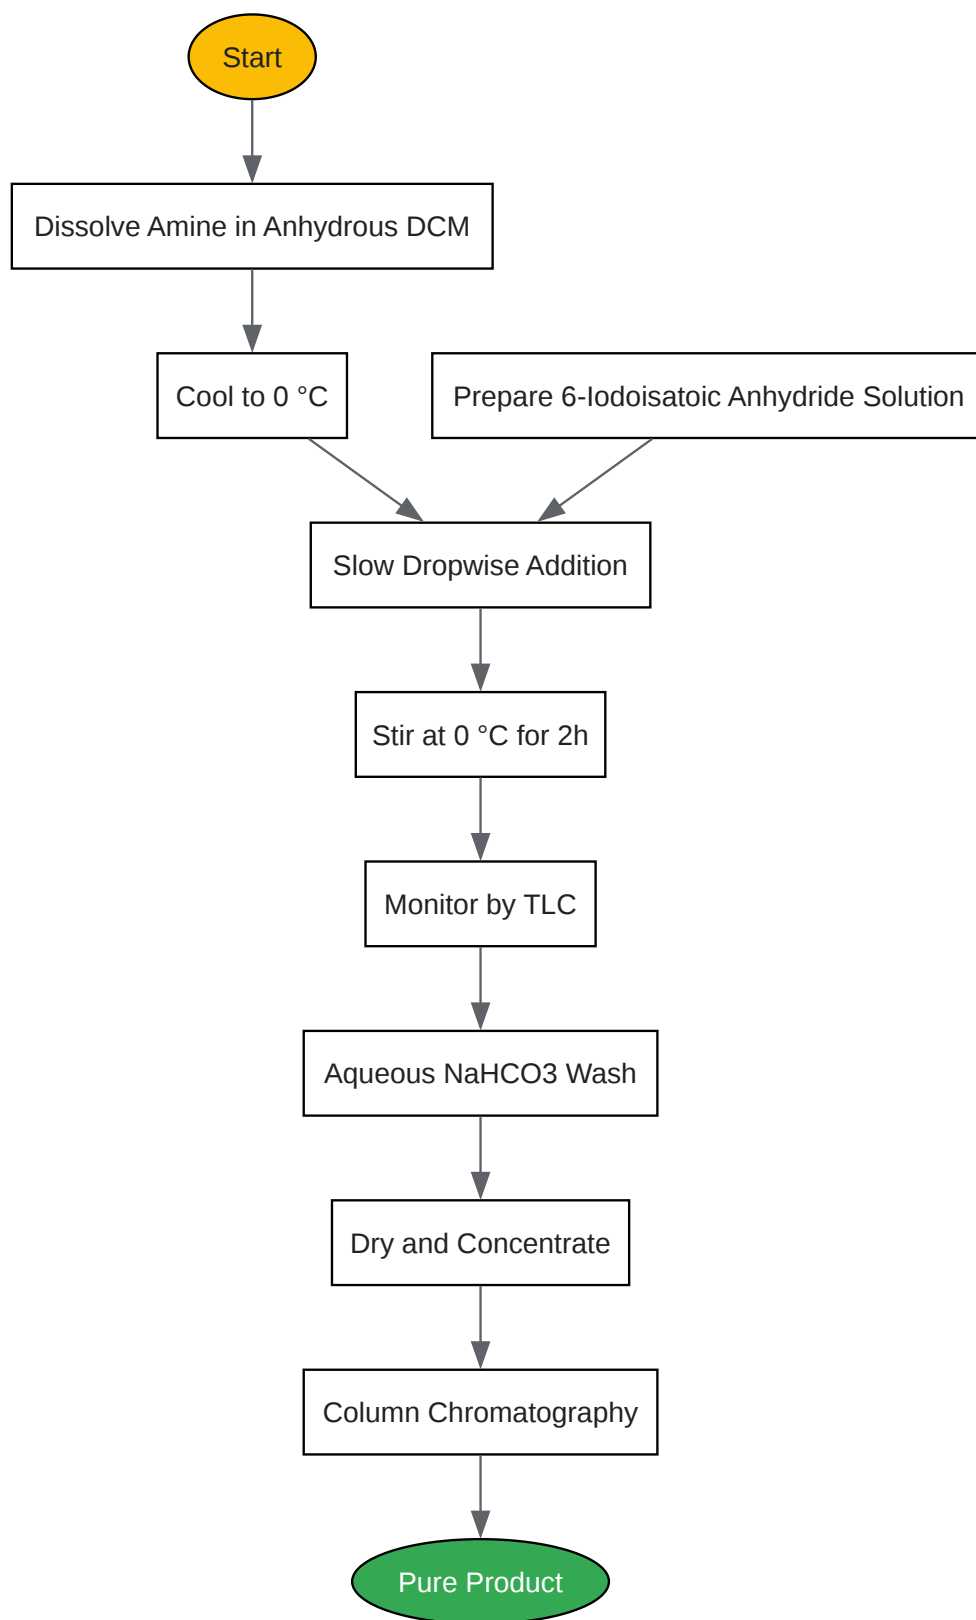 Start
Dissolve Amine in Anhydrous DCM
Cool to 0 °C
Prepare 6-Iodoisatoic Anhydride Solution
Slow Dropwise Addition
Stir at 0 °C for 2h
Monitor by TLC
Aqueous NaHCO3 Wash
Dry and Concentrate
Column Chromatography
Pure Product